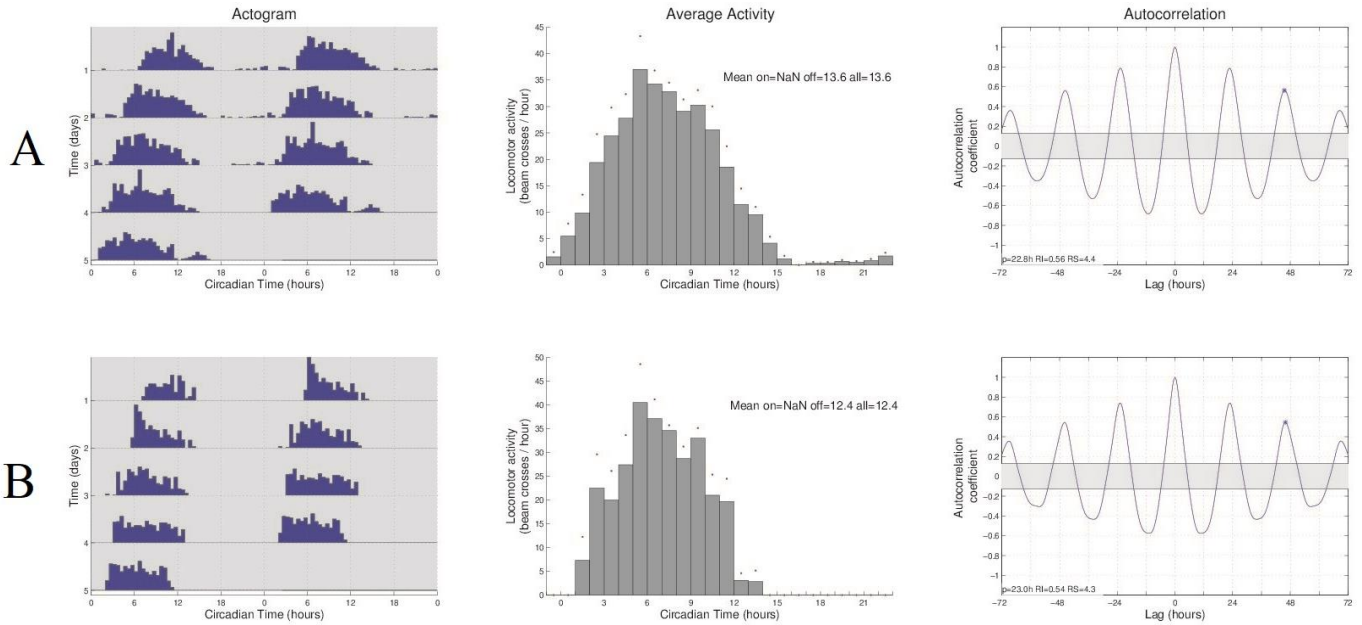 Actogram
Average Activity
Autocorrelation
A
Time (days)
1
2
3
4
5
0 6 12 18 0 6 12 18 0
Circadian Time (hours)
Locomotor activity
(beam crosses / hour)
45
40
35
30
25
20
15
10
5
0
Mean on=NaN off=13.6 all=13.6
0 3 6 9 12 15 18 21
Circadian Time (hours)
Autocorrelation
coefficient
1
0.8
0.6
0.4
0.2
0
−0.2
−0.4
−0.6
−0.8
−1
p=22.8h RI=0.56 RS=4.4
−72 −48 −24 0 24 48 72
Lag (hours)
B
Time (days)
1
2
3
4
5
0 6 12 18 0 6 12 18 0
Circadian Time (hours)
Locomotor activity
(beam crosses / hour)
50
45
40
35
30
25
20
15
10
5
0
Mean on=NaN off=12.4 all=12.4
0 3 6 9 12 15 18 21
Circadian Time (hours)
Autocorrelation
coefficient
1
0.8
0.6
0.4
0.2
0
−0.2
−0.4
−0.6
−0.8
−1
p=23.0h RI=0.54 RS=4.3
−72 −48 −24 0 24 48 72
Lag (hours)